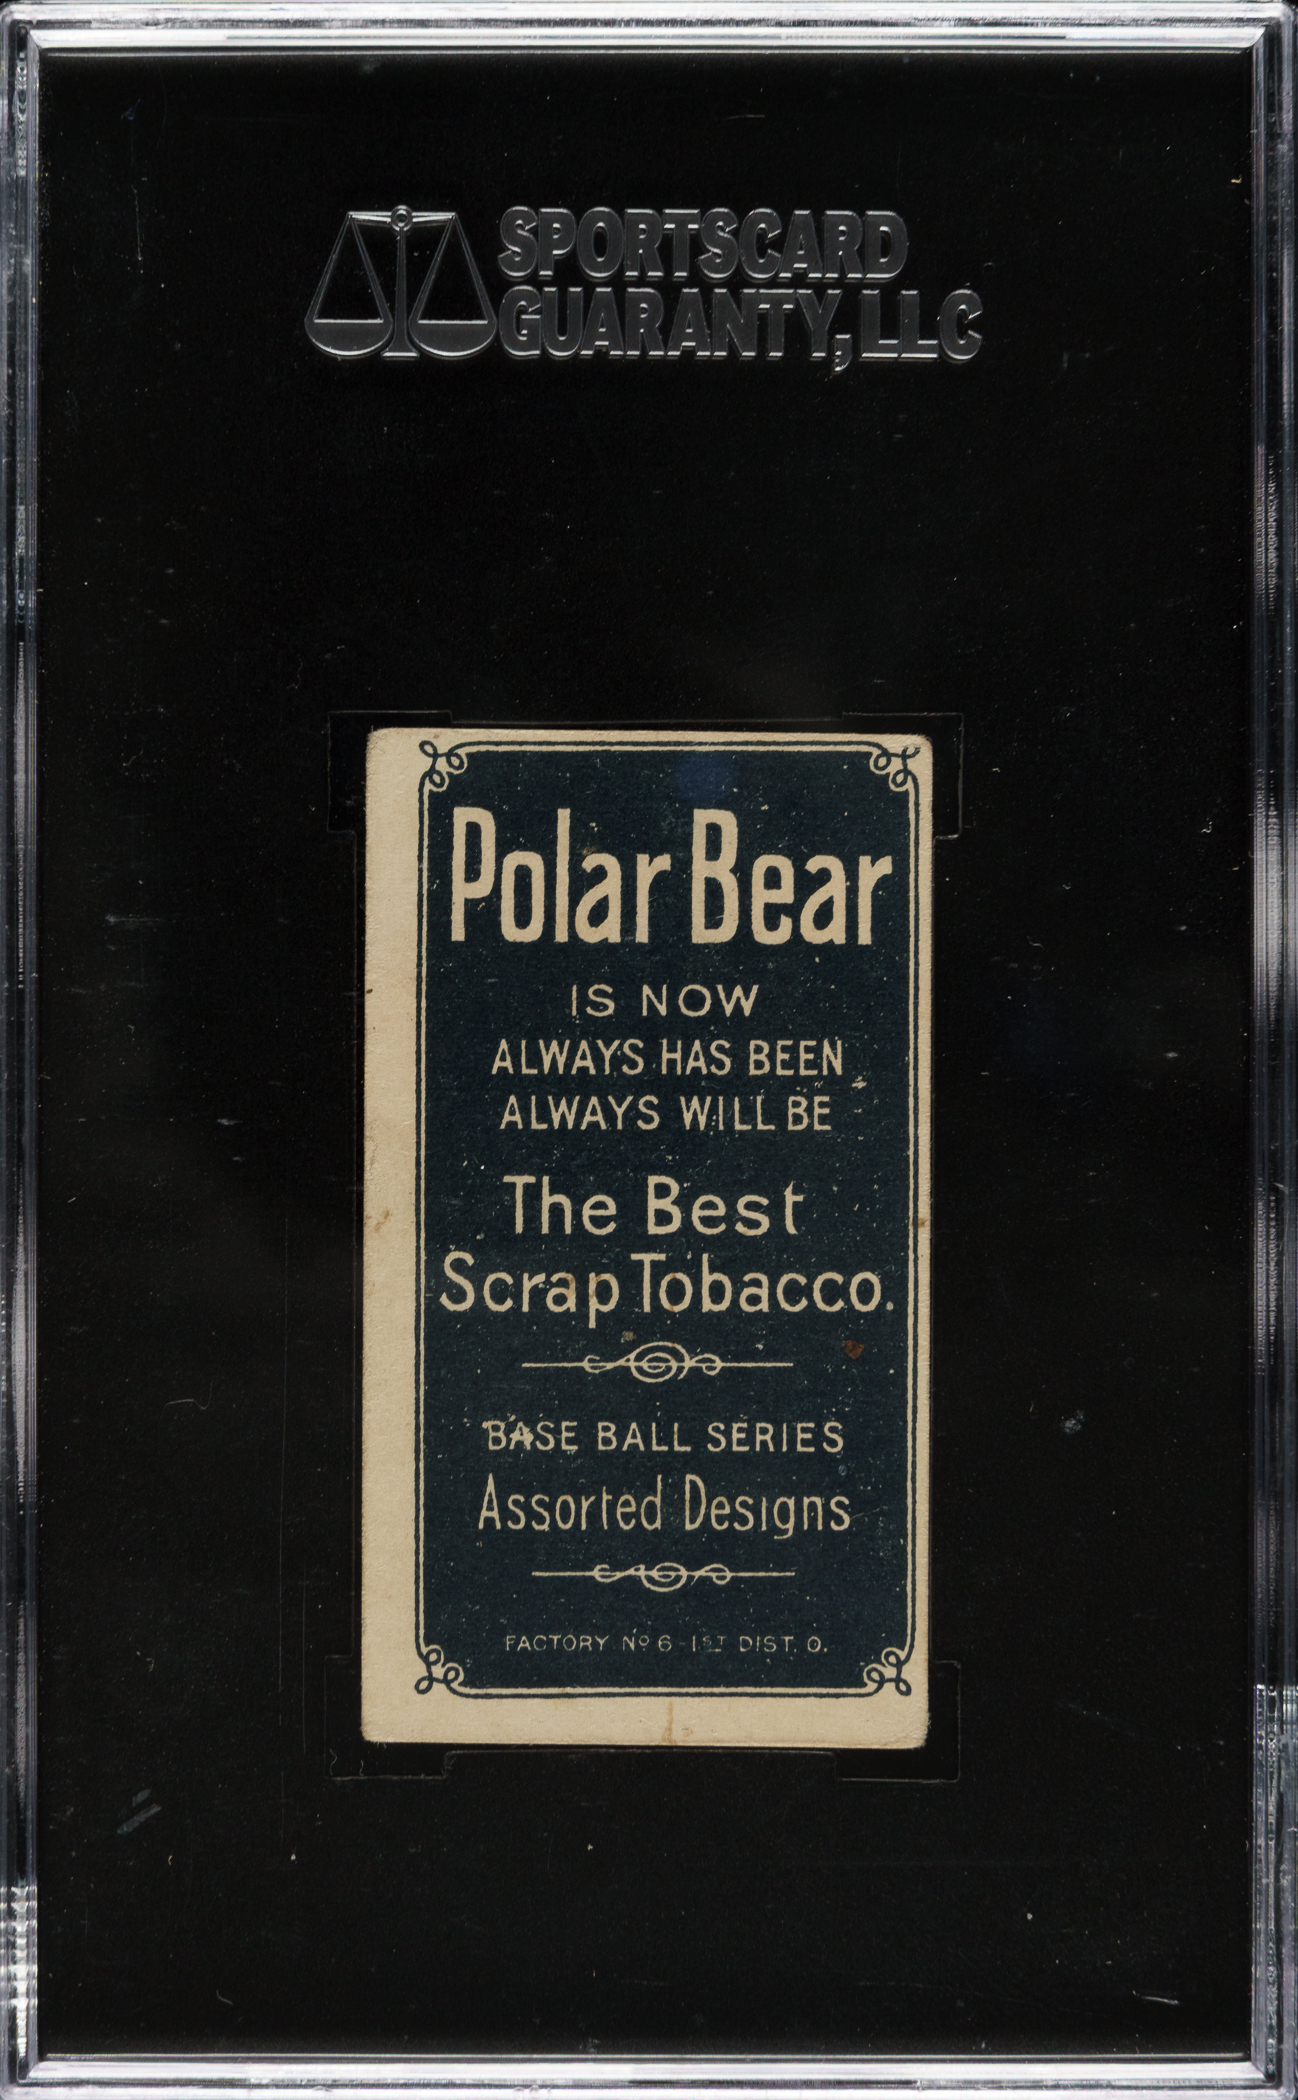 SPORTSCARD
GUARANTY, LLC
Polar Bear
IS NOW
ALWAYS HAS BEEN
ALWAYS WILL BE
The Best
Scrap Tobacco.
BASE BALL SERIES
Assorted Designs
FACTORY Nº 6 - 1ST DIST. O.